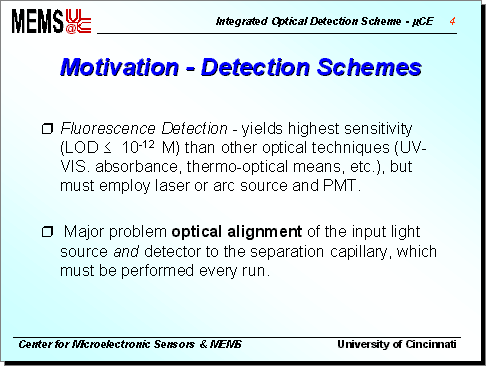 MEMS UC @
Integrated Optical Detection Scheme - µCE 4
Motivation - Detection Schemes
❒ Fluorescence Detection - yields highest sensitivity
(LOD ≤ 10-12 M) than other optical techniques (UV-
VIS. absorbance, thermo-optical means, etc.), but
must employ laser or arc source and PMT.
❒ Major problem optical alignment of the input light
source and detector to the separation capillary, which
must be performed every run.
Center for Microelectronic Sensors & MEMS University of Cincinnati